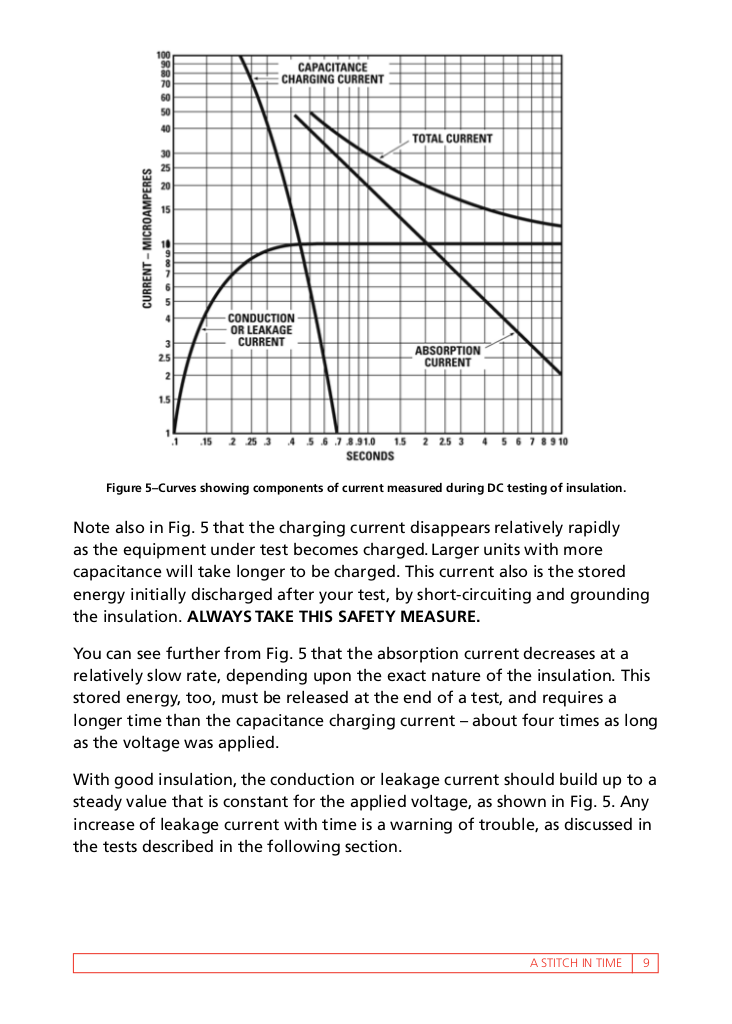 100
90
80
70
60
50
40
30
25
20
15
10
9
8
7
6
5
4
3
2.5
2
1.5
1
CURRENT – MICROAMPERES
CAPACITANCE
CHARGING CURRENT
TOTAL CURRENT
CONDUCTION
OR LEAKAGE
CURRENT
ABSORPTION
CURRENT
.1 .15 .2 .25 .3 .4 .5 .6 .7 .8 .9 1.0 1.5 2 2.5 3 4 5 6 7 8 9 10
SECONDS
Figure 5–Curves showing components of current measured during DC testing of insulation.
Note also in Fig. 5 that the charging current disappears relatively rapidly
as the equipment under test becomes charged. Larger units with more
capacitance will take longer to be charged. This current also is the stored
energy initially discharged after your test, by short-circuiting and grounding
the insulation. ALWAYS TAKE THIS SAFETY MEASURE.
You can see further from Fig. 5 that the absorption current decreases at a
relatively slow rate, depending upon the exact nature of the insulation. This
stored energy, too, must be released at the end of a test, and requires a
longer time than the capacitance charging current – about four times as long
as the voltage was applied.
With good insulation, the conduction or leakage current should build up to a
steady value that is constant for the applied voltage, as shown in Fig. 5. Any
increase of leakage current with time is a warning of trouble, as discussed in
the tests described in the following section.
A STITCH IN TIME 9